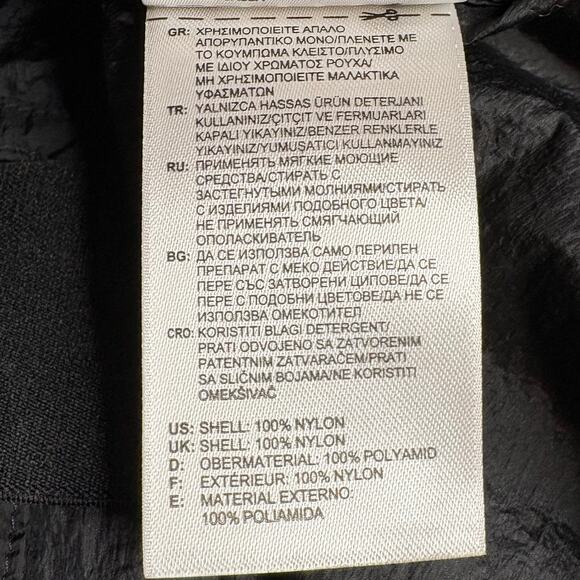 GR: ΧΡΗΣΙΜΟΠΟΙΕΙΤΕ ΑΠΑΛΟ
ΑΠΟΡΥΠΑΝΤΙΚΟ ΜΟΝΟ/ΠΛΕΝΕΤΕ ΜΕ
ΤΟ ΚΟΥΜΠΩΜΑ ΚΛΕΙΣΤΟ/ΠΛΥΣΙΜΟ
ΜΕ ΙΔΙΟΥ ΧΡΩΜΑΤΟΣ ΡΟΥΧΑ/
ΜΗ ΧΡΗΣΙΜΟΠΟΙΕΙΤΕ ΜΑΛΑΚΤΙΚΑ
ΥΦΑΣΜΑΤΩΝ
TR: YALNIZCA HASSAS ÜRÜN DETERJANI
KULLANINIZ/ÇITÇIT VE FERMUARLARI
KAPALI YIKAYINIZ/BENZER RENKLERLE
YIKAYINIZ/YUMUŞATICI KULLANMAYINIZ
RU: ПРИМЕНЯТЬ МЯГКИЕ МОЮЩИЕ
СРЕДСТВА/СТИРАТЬ С
ЗАСТЕГНУТЫМИ МОЛНИЯМИ/СТИРАТЬ
С ИЗДЕЛИЯМИ ПОДОБНОГО ЦВЕТА/
НЕ ПРИМЕНЯТЬ СМЯГЧАЮЩИЙ
ОПОЛАСКИВАТЕЛЬ
BG: ДА СЕ ИЗПОЛЗВА САМО ПЕРИЛЕН
ПРЕПАРАТ С МЕКО ДЕЙСТВИЕ/ДА СЕ
ПЕРЕ СЪС ЗАТВОРЕНИ ЦИПОВЕ/ДА СЕ
ПЕРЕ С ПОДОБНИ ЦВЕТОВЕ/ДА НЕ СЕ
ИЗПОЛЗВА ОМЕКОТИТЕЛ
CRO: KORISTITI BLAGI DETERGENT/
PRATI ODVOJENO SA ZATVORENIM
PATENTNIM ZATVARAČEM/PRATI
SA SLIČNIM BOJAMA/NE KORISTITI
OMEKŠIVAČ
US: SHELL: 100% NYLON
UK: SHELL: 100% NYLON
D: OBERMATERIAL: 100% POLYAMID
F: EXTÉRIEUR: 100% NYLON
E: MATERIAL EXTERNO:
100% POLIAMIDA